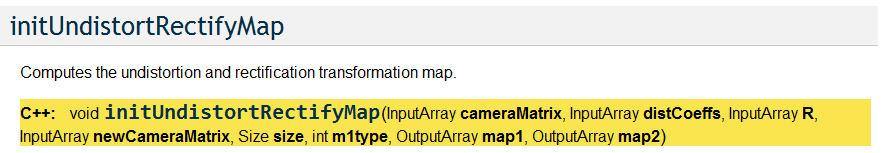 initUndistortRectifyMap
Computes the undistortion and rectification transformation map.
C++: void initUndistortRectifyMap(InputArray cameraMatrix, InputArray distCoeffs, InputArray R,
InputArray newCameraMatrix, Size size, int m1type, OutputArray map1, OutputArray map2)